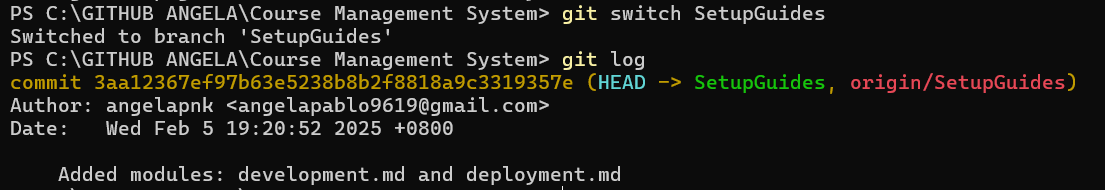 PS C:\GITHUB ANGELA\Course Management System> git switch SetupGuides
Switched to branch 'SetupGuides'
PS C:\GITHUB ANGELA\Course Management System> git log
commit 3aa12367ef97b63e5238b8b2f8818a9c3319357e (HEAD -> SetupGuides, origin/SetupGuides)
Author: angelapnk <angelapablo9619@gmail.com>
Date:   Wed Feb 5 19:20:52 2025 +0800
    Added modules: development.md and deployment.md